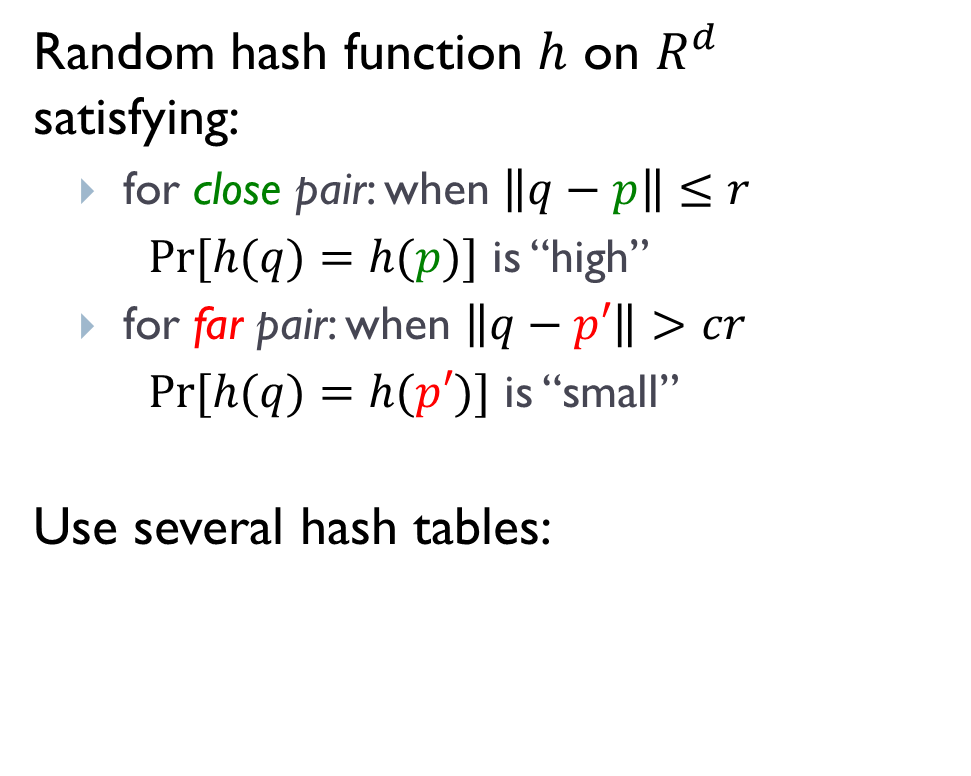 Random hash function ℎ on 𝑅ᵈ
satisfying:
for close pair: when ‖𝑞 − 𝑝‖ ≤ 𝑟
Pr[ℎ(𝑞) = ℎ(𝑝)] is “high”
for far pair: when ‖𝑞 − 𝑝′‖ > 𝑐𝑟
Pr[ℎ(𝑞) = ℎ(𝑝′)] is “small”
Use several hash tables: